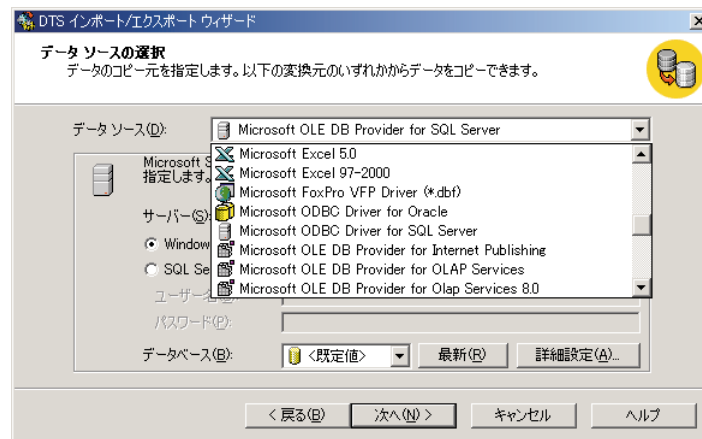 DTS インポート/エクスポート ウィザード
データ ソースの選択
データのコピー元を指定します。以下の変換元のいずれかからデータをコピーできます。
データ ソース(D):
Microsoft OLE DB Provider for SQL Server
Microsoft Excel 5.0
Microsoft Excel 97-2000
Microsoft FoxPro VFP Driver (*.dbf)
Microsoft ODBC Driver for Oracle
Microsoft ODBC Driver for SQL Server
Microsoft OLE DB Provider for Internet Publishing
Microsoft OLE DB Provider for OLAP Services
Microsoft OLE DB Provider for Olap Services 8.0
Microsoft S
指定します。
サーバー(S):
Window
SQL Se
ユーザー名
パスワード(P):
データベース(B):
<既定値>
最新(R)
詳細設定(A)...
< 戻る(B)
次へ(N) >
キャンセル
ヘルプ